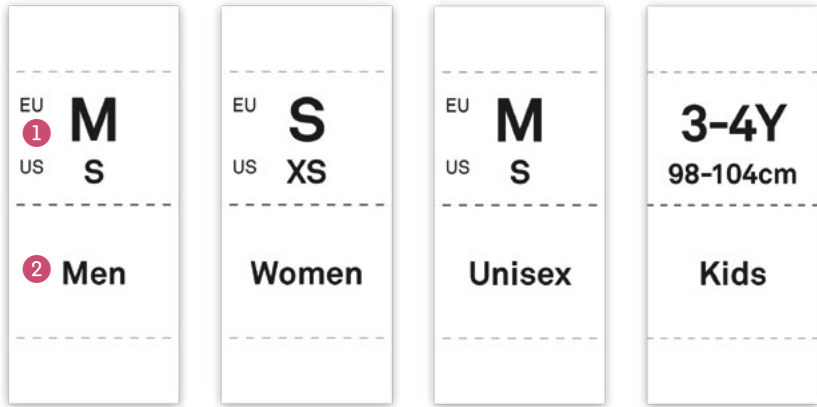 EU M
1
US S
2 Men
EU S
US XS
Women
EU M
US S
Unisex
3-4Y
98-104cm
Kids